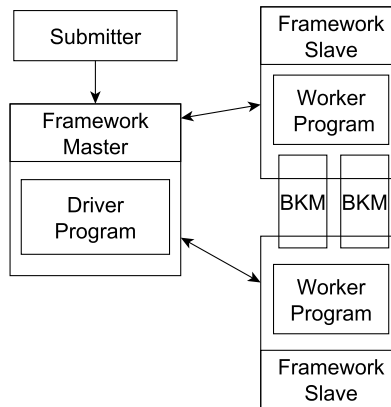 Submitter
Framework
Master
Driver
Program
Framework
Slave
Worker
Program
BKM BKM
Worker
Program
Framework
Slave